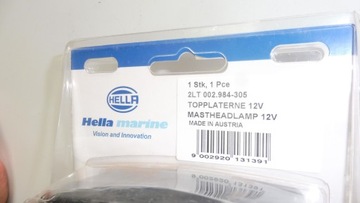 HELLA
Hella marine
Vision and Innovation
1 Stk, 1 Pce
2LT 002.984-305
TOPPLATERNE 12V
MASTHEADLAMP 12V
MADE IN AUSTRIA
9 002920 131391